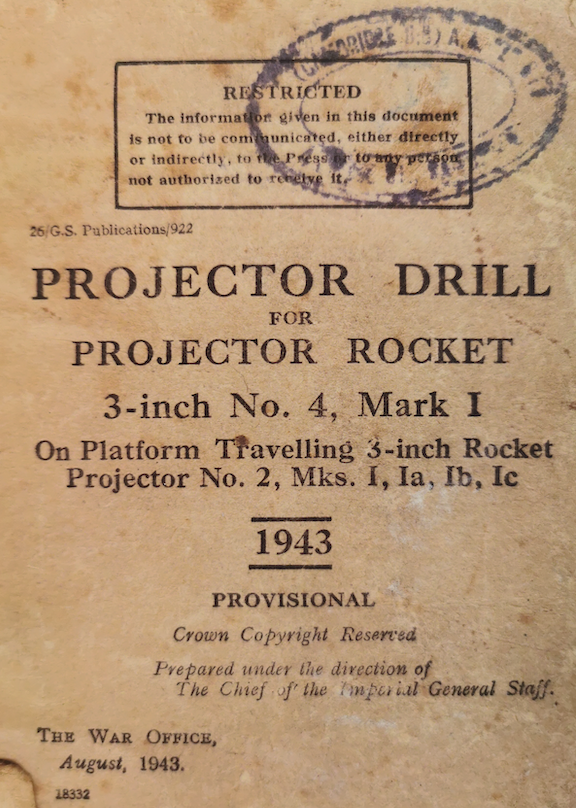 RESTRICTED
The information given in this document
is not to be communicated, either directly
or indirectly, to the Press or to any person
not authorized to receive it.
26/G.S. Publications/922
PROJECTOR DRILL
FOR
PROJECTOR ROCKET
3-inch No. 4, Mark I
On Platform Travelling 3-inch Rocket
Projector No. 2, Mks. I, Ia, Ib, Ic
1943
PROVISIONAL
Crown Copyright Reserved
Prepared under the direction of
The Chief of the Imperial General Staff.
THE WAR OFFICE,
August, 1943.
18332